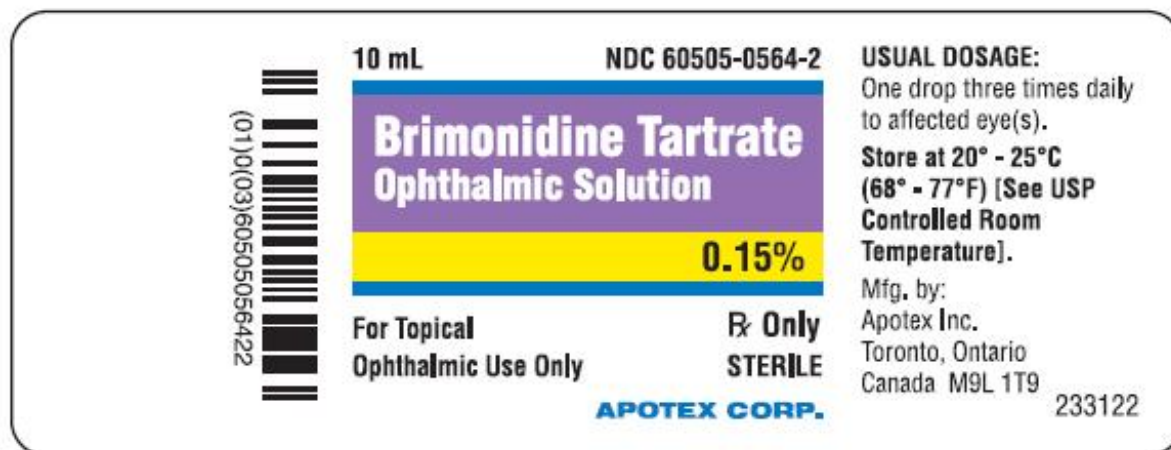 (01)0(03)60505056422
10 mL NDC 60505-0564-2
Brimonidine Tartrate
Ophthalmic Solution
0.15%
For Topical ℞ Only
Ophthalmic Use Only STERILE
APOTEX CORP.
USUAL DOSAGE:
One drop three times daily
to affected eye(s).
Store at 20° - 25°C
(68° - 77°F) [See USP
Controlled Room
Temperature].
Mfg. by:
Apotex Inc.
Toronto, Ontario
Canada M9L 1T9
233122